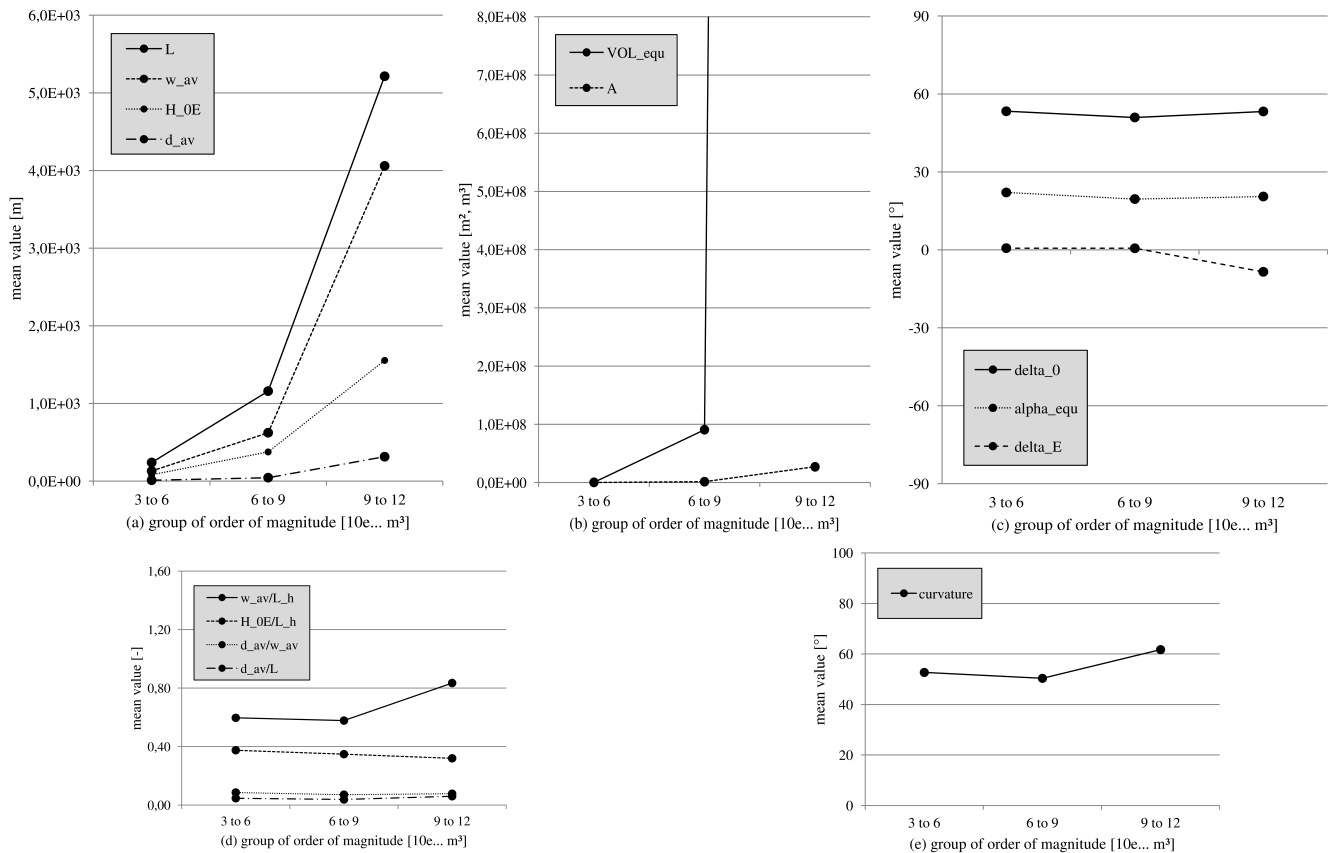 6,0E+03
5,0E+03
4,0E+03
3,0E+03
2,0E+03
1,0E+03
0,0E+00
mean value [m]
L
w_av
H_0E
d_av
3 to 6
6 to 9
9 to 12
(a) group of order of magnitude [10e... m³]
8,0E+08
7,0E+08
6,0E+08
5,0E+08
4,0E+08
3,0E+08
2,0E+08
1,0E+08
0,0E+00
mean value [m², m³]
VOL_equ
A
3 to 6
6 to 9
9 to 12
(b) group of order of magnitude [10e... m³]
90
60
30
0
-30
-60
-90
mean value [°]
delta_0
alpha_equ
delta_E
3 to 6
6 to 9
9 to 12
(c) group of order of magnitude [10e... m³]
1,60
1,20
0,80
0,40
0,00
mean value [-]
w_av/L_h
H_0E/L_h
d_av/w_av
d_av/L
3 to 6
6 to 9
9 to 12
(d) group of order of magnitude [10e... m³]
100
80
60
40
20
0
mean value [°]
curvature
3 to 6
6 to 9
9 to 12
(e) group of order of magnitude [10e... m³]